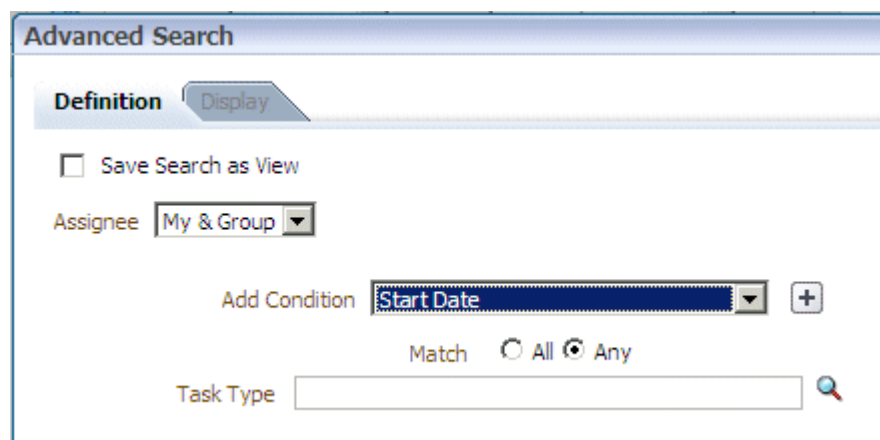 Advanced Search
Definition Display
Save Search as View
Assignee My & Group
Add Condition Start Date
Match All Any
Task Type